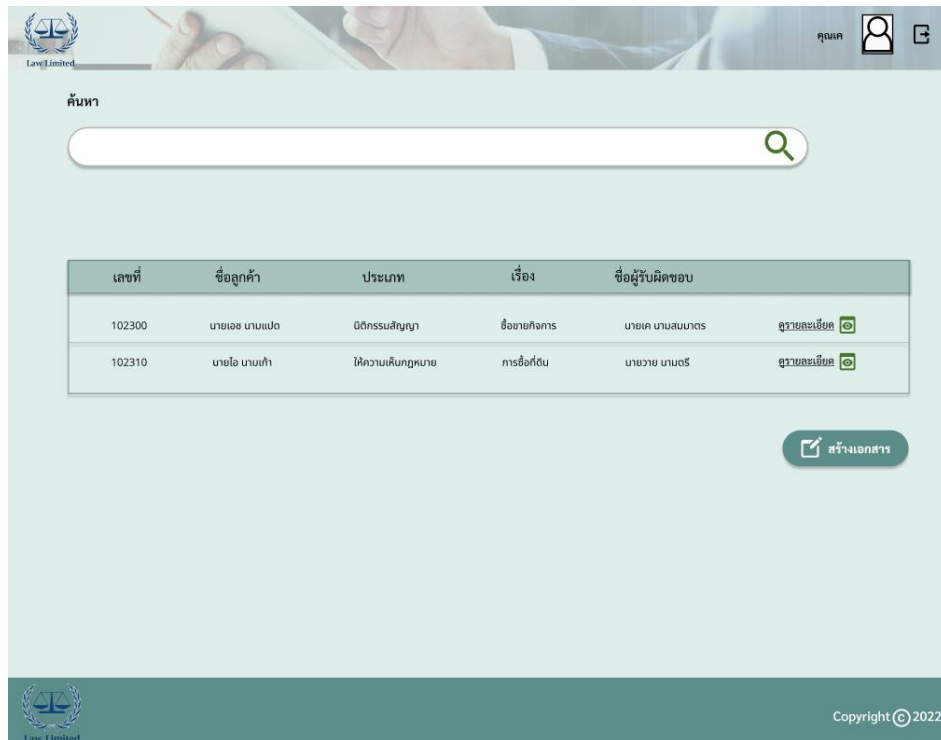 Law Limited
คุณเค
ค้นหา
เลขที่ ชื่อลูกค้า ประเภท เรื่อง ชื่อผู้รับผิดชอบ
102300 นายเอช นามแปด นิติกรรมสัญญา ซื้อขายกิจการ นายเค นามสมมาตร ดูรายละเอียด
102310 นายไอ นามเก้า ให้ความเห็นกฎหมาย การซื้อที่ดิน นายวาย นามตรี ดูรายละเอียด
สร้างเอกสาร
Law Limited
Copyright © 2022